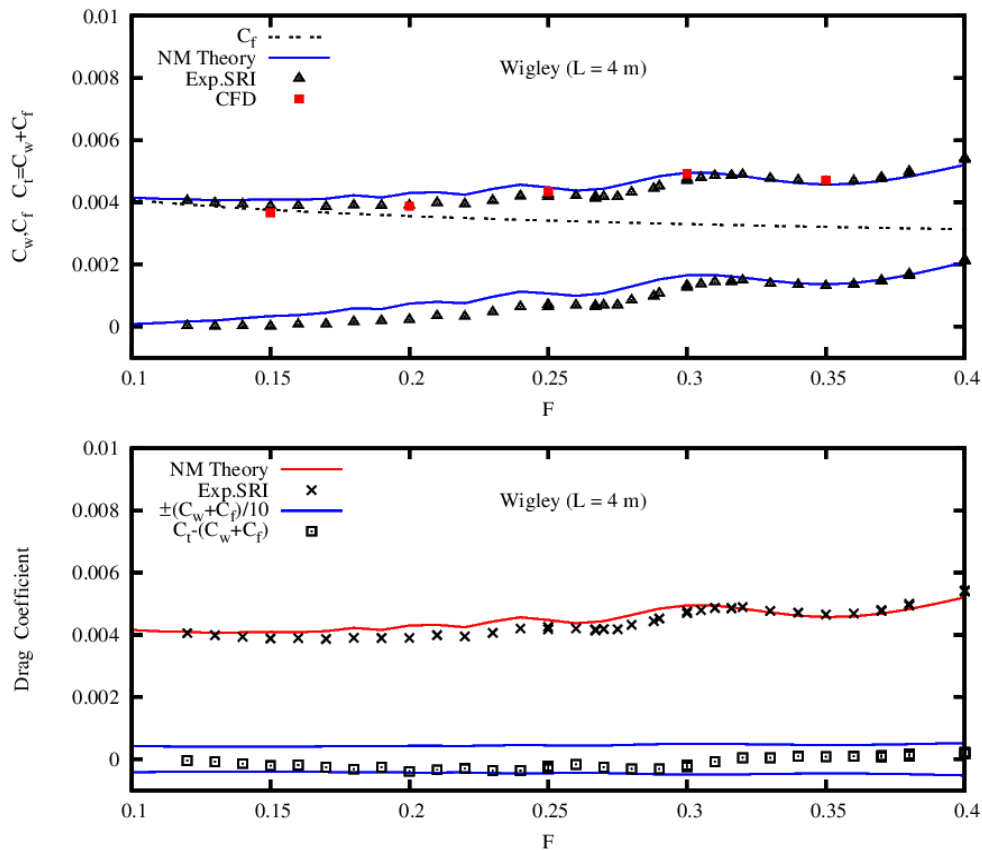 0.01
0.008
0.006
0.004
0.002
0
C_w,C_f C_t=C_w+C_f
C_f
NM Theory
Exp.SRI
CFD
Wigley (L = 4 m)
0.1 0.15 0.2 0.25 0.3 0.35 0.4
F
0.01
0.008
0.006
0.004
0.002
0
Drag Coefficient
NM Theory
Exp.SRI
±(C_w+C_f)/10
C_t-(C_w+C_f)
Wigley (L = 4 m)
0.1 0.15 0.2 0.25 0.3 0.35 0.4
F